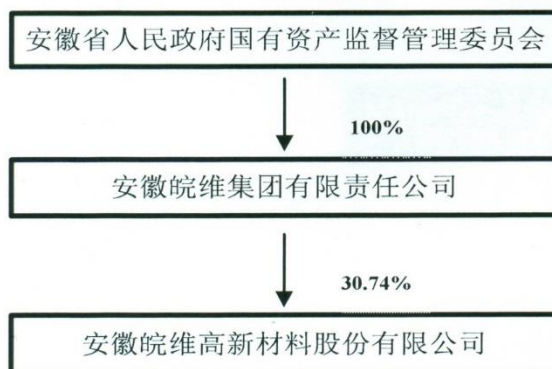 安徽省人民政府国有资产监督管理委员会
100%
安徽皖维集团有限责任公司
30.74%
安徽皖维高新材料股份有限公司